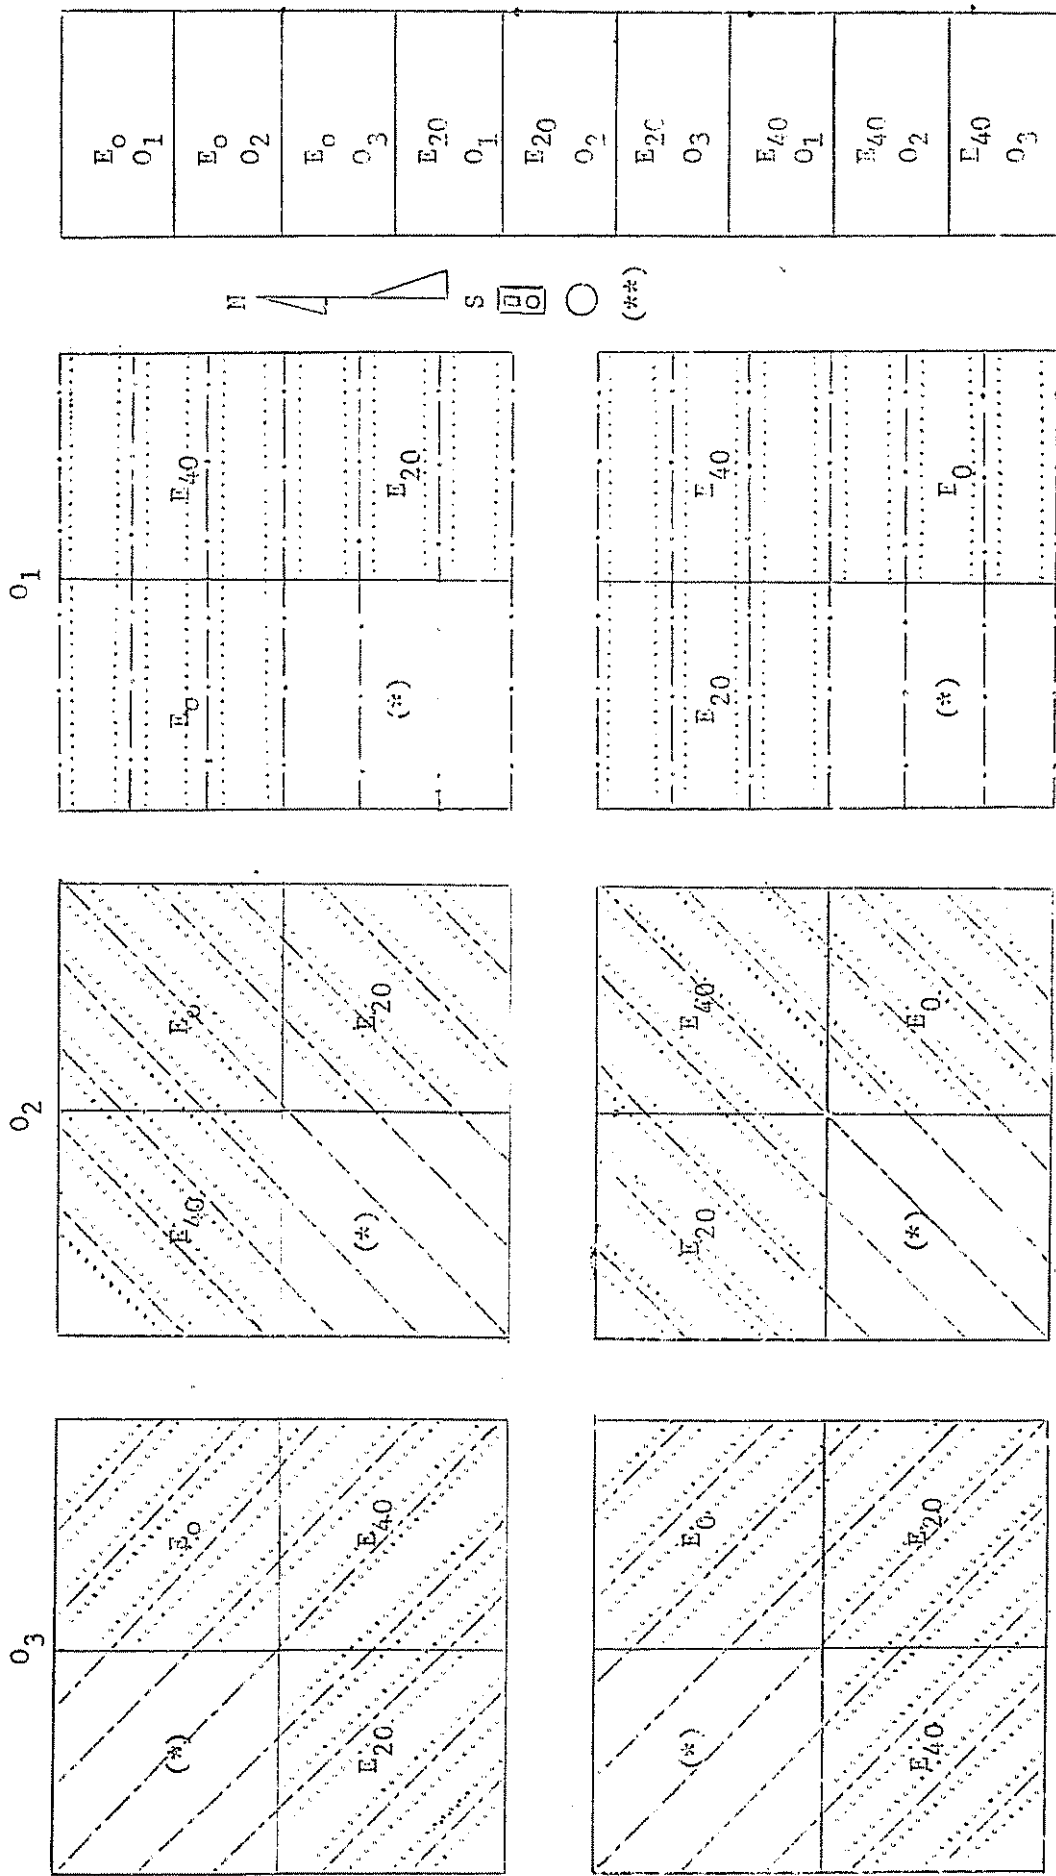 E₀
O₁
E₀
O₂
E₀
O₃
E₂₀
O₁
E₂₀
O₂
E₂₀
O₃
E₄₀
O₁
E₄₀
O₂
E₄₀
O₃
N
S
(**)
O₁
E₀
E₄₀
(*)
E₂₀
E₂₀
E₄₀
(*)
E₀
O₂
E₄₀
E₀
(*)
E₂₀
E₂₀
E₄₀
(*)
E₀
O₃
(*)
E₀
E₂₀
E₄₀
(*)
E₀
E₄₀
E₂₀